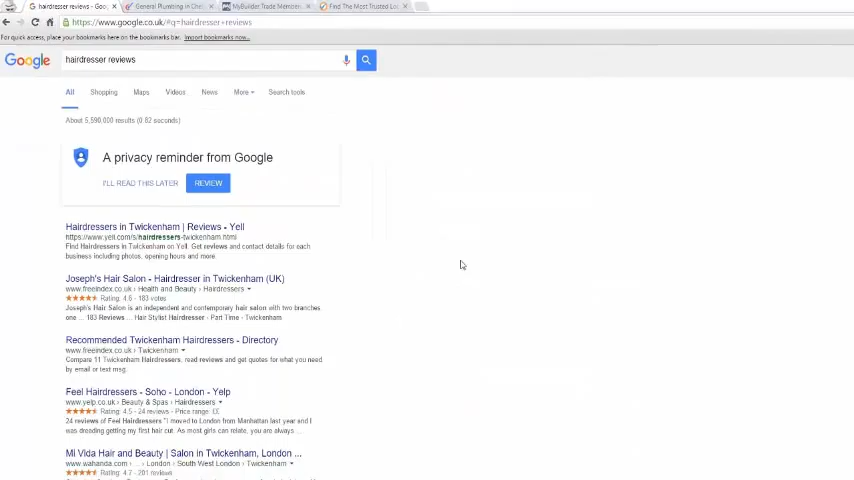 hairdresser reviews - Goo
General Plumbing in Che
MyBuilder Trade Member
Find The Most Trusted Lo
https://www.google.co.uk/#q=hairdresser+reviews
For quick access, place your bookmarks here on the bookmarks bar. Import bookmarks now...
Google
hairdresser reviews
All Shopping Maps Videos News More Search tools
About 5,590,000 results (0.82 seconds)
A privacy reminder from Google
I'LL READ THIS LATER REVIEW
Hairdressers in Twickenham | Reviews - Yell
https://www.yell.com/s/hairdressers-twickenham.html
Find Hairdressers in Twickenham on Yell. Get reviews and contact details for each
business including photos, opening hours and more
Joseph's Hair Salon - Hairdresser in Twickenham (UK)
www.freeindex.co.uk › Health and Beauty › Hairdressers
Rating: 4.6 - 183 votes
Joseph's Hair Salon is an independent and contemporary hair salon with two branches
one ... 183 Reviews ... Hair Stylist Hairdresser › Part Time - Twickenham
Recommended Twickenham Hairdressers - Directory
www.freeindex.co.uk › Twickenham
Compare 11 Twickenham Hairdressers, read reviews and get quotes for what you need
by email or text msg.
Feel Hairdressers - Soho - London - Yelp
www.yelp.co.uk › Beauty & Spas › Hairdressers
Rating: 4.5 - 24 reviews - Price range: ££
24 reviews of Feel Hairdressers "I moved to London from Manhattan last year and I
was dreading getting my first hair cut. As most girls can relate, you are always ...
Mi Vida Hair and Beauty | Salon in Twickenham, London ...
www.wahanda.com › ... › London › South West London › Twickenham
Rating: 4.7 - 201 reviews